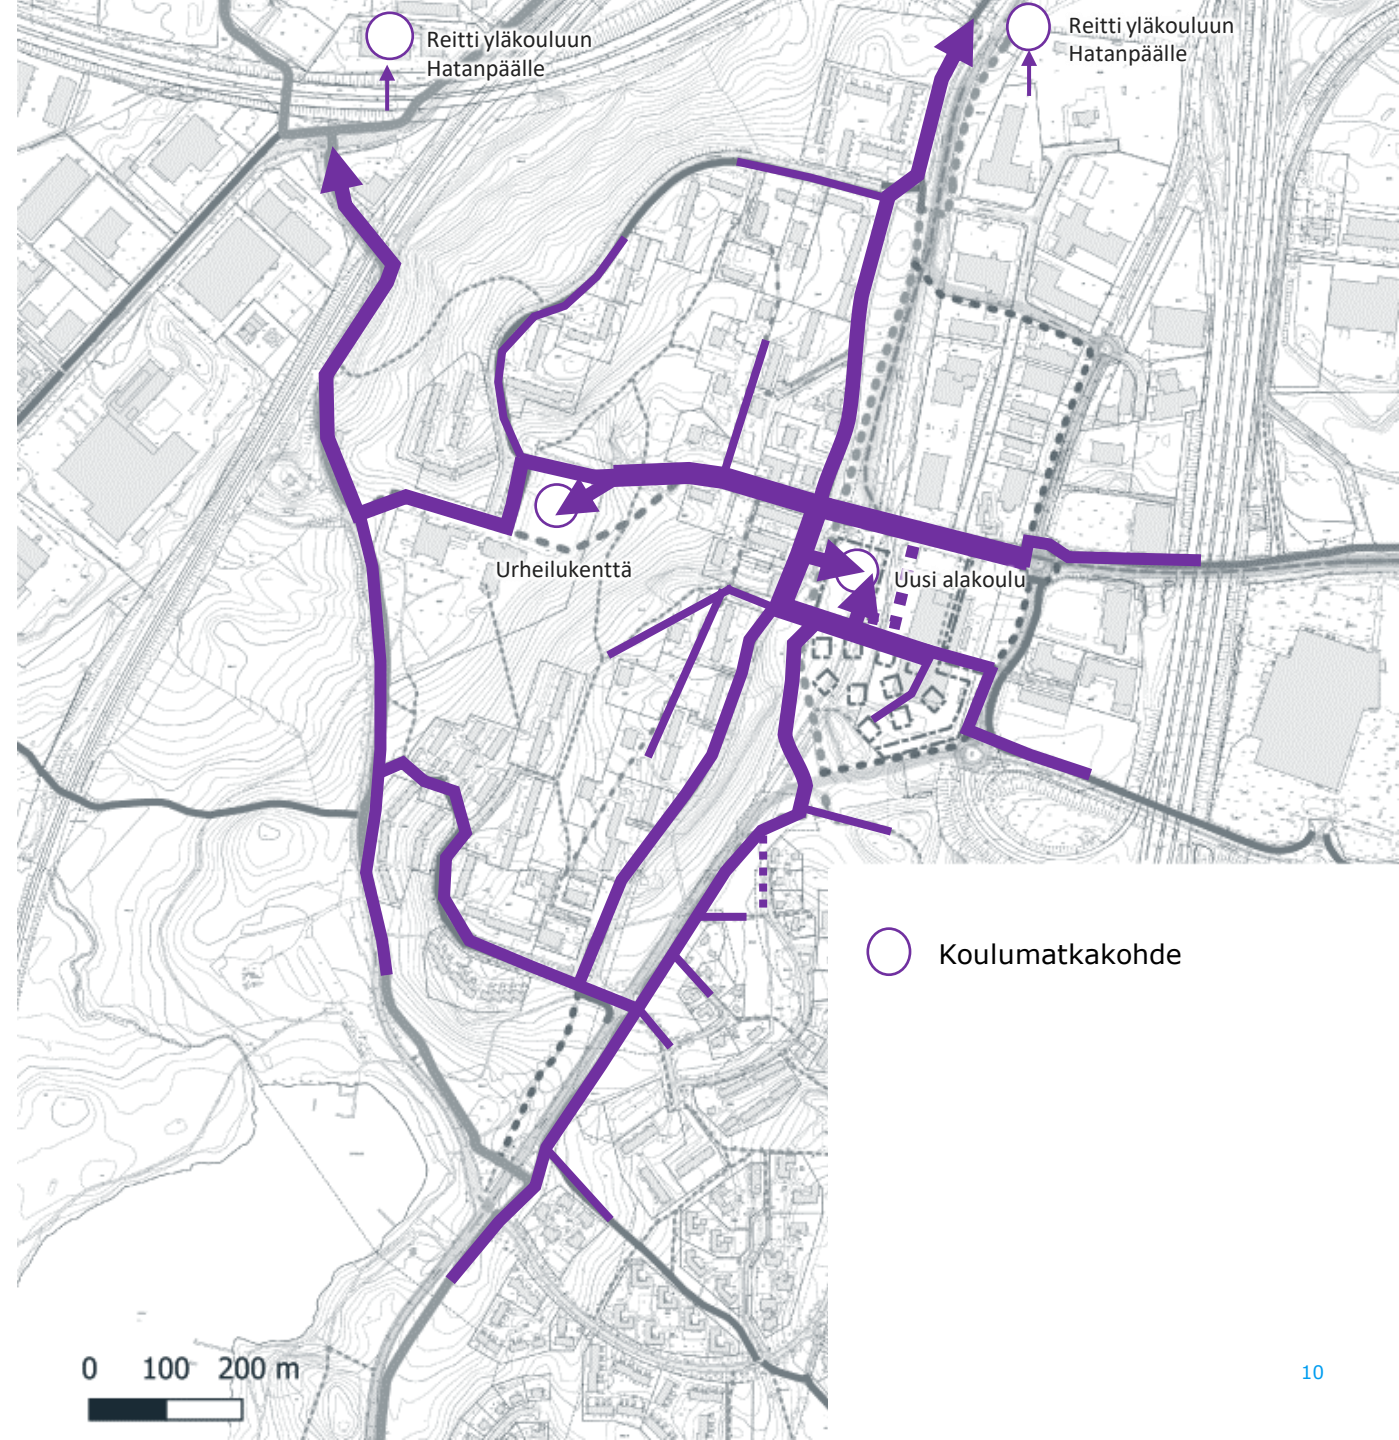 Reitti yläkouluun
Hatanpäälle
Reitti yläkouluun
Hatanpäälle
Urheilukenttä
Uusi alakoulu
Koulumatkakohde
0 100 200 m
10